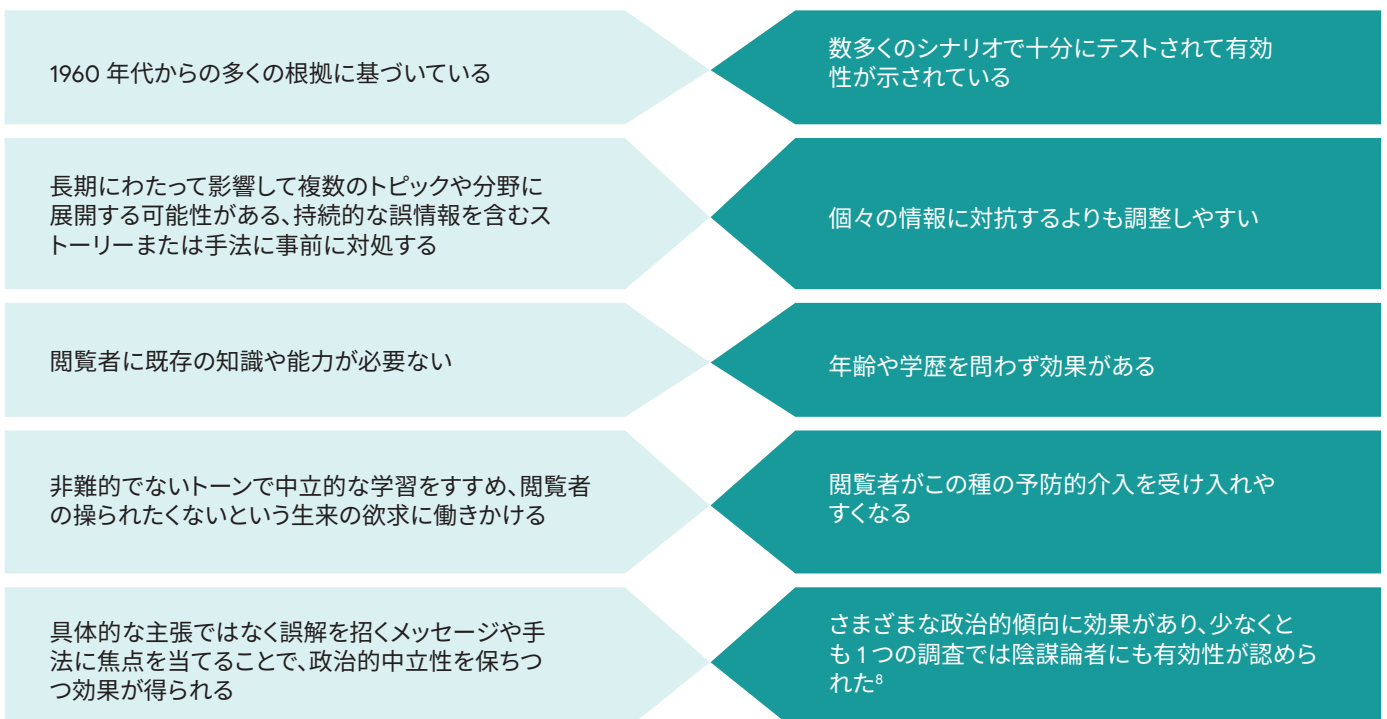 1960 年代からの多くの根拠に基づいている
数多くのシナリオで十分にテストされて有効
性が示されている
長期にわたって影響して複数のトピックや分野に
展開する可能性がある、持続的な誤情報を含むス
トーリーまたは手法に事前に対処する
個々の情報に対抗するよりも調整しやすい
閲覧者に既存の知識や能力が必要ない
年齢や学歴を問わず効果がある
非難的でないトーンで中立的な学習をすすめ、閲覧者
の操られたくないという生来の欲求に働きかける
閲覧者がこの種の予防的介入を受け入れや
すくなる
具体的な主張ではなく誤解を招くメッセージや手
法に焦点を当てることで、政治的中立性を保ちつ
つ効果が得られる
さまざまな政治的傾向に効果があり、少なくと
も 1 つの調査では陰謀論者にも有効性が認めら
れた⁸